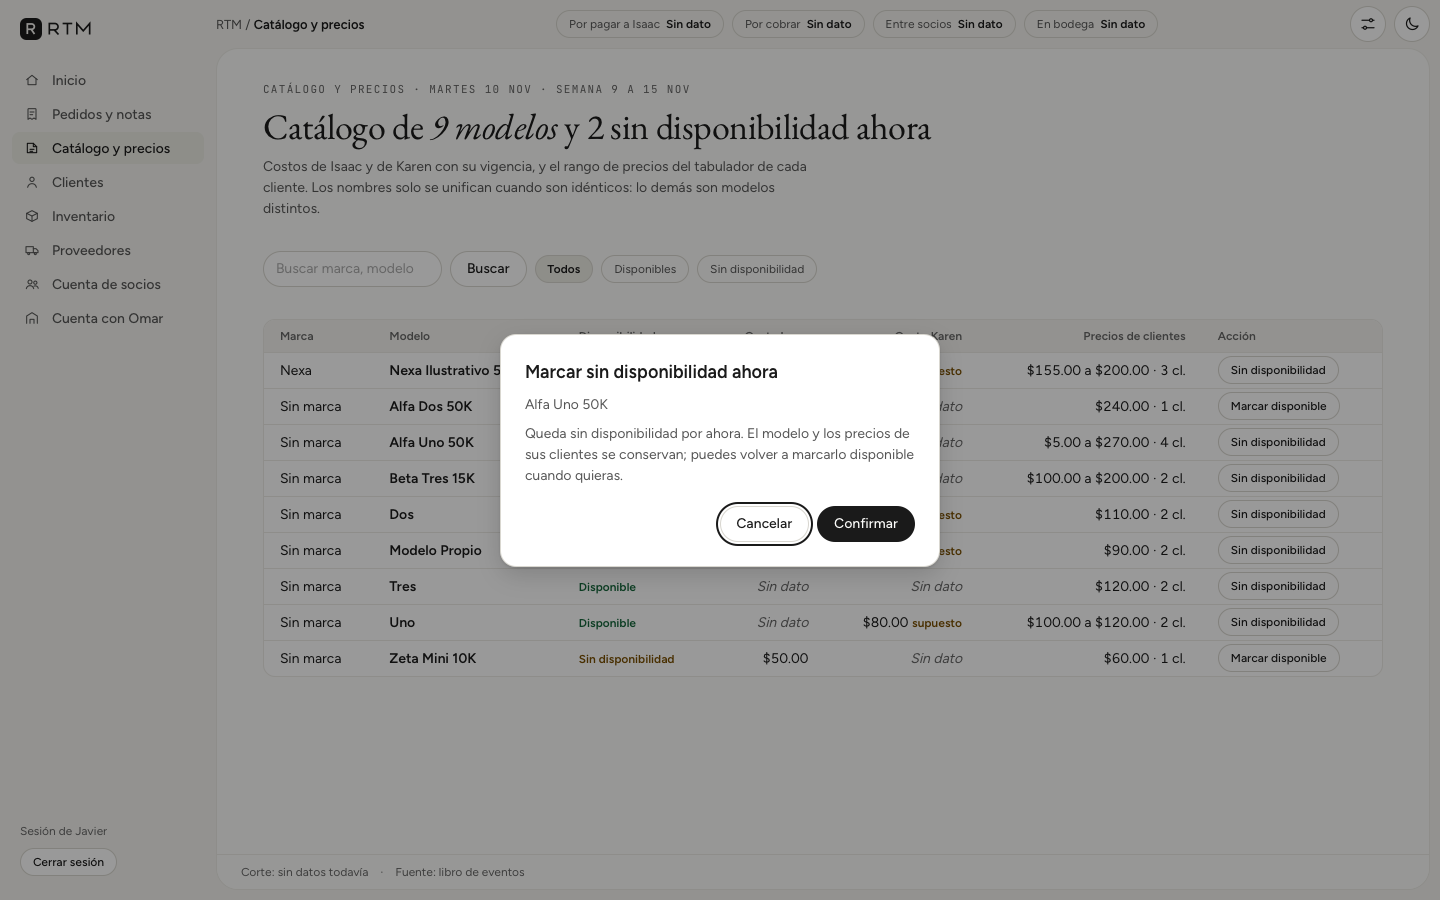 R RTM
RTM / Catálogo y precios
Por pagar a Isaac Sin dato
Por cobrar Sin dato
Entre socios Sin dato
En bodega Sin dato
Inicio
Pedidos y notas
Catálogo y precios
Clientes
Inventario
Proveedores
Cuenta de socios
Cuenta con Omar
CATÁLOGO Y PRECIOS · MARTES 10 NOV · SEMANA 9 A 15 NOV
Catálogo de 9 modelos y 2 sin disponibilidad ahora
Costos de Isaac y de Karen con su vigencia, y el rango de precios del tabulador de cada
cliente. Los nombres solo se unifican cuando son idénticos: lo demás son modelos
distintos.
Buscar marca, modelo Buscar Todos Disponibles Sin disponibilidad
Marca Modelo Karen Precios de clientes Acción
Nexa Nexa Ilustrativo $155.00 a $200.00 · 3 cl. Sin disponibilidad
Sin marca Alfa Dos 50K $240.00 · 1 cl. Marcar disponible
Sin marca Alfa Uno 50K $5.00 a $270.00 · 4 cl. Sin disponibilidad
Sin marca Beta Tres 15K $100.00 a $200.00 · 2 cl. Sin disponibilidad
Sin marca Dos $110.00 · 2 cl. Sin disponibilidad
Sin marca Modelo Propio $90.00 · 2 cl. Sin disponibilidad
Sin marca Tres Disponible Sin dato Sin dato $120.00 · 2 cl. Sin disponibilidad
Sin marca Uno Disponible Sin dato $80.00 supuesto $100.00 a $120.00 · 2 cl. Sin disponibilidad
Sin marca Zeta Mini 10K Sin disponibilidad $50.00 Sin dato $60.00 · 1 cl. Marcar disponible
Marcar sin disponibilidad ahora
Alfa Uno 50K
Queda sin disponibilidad por ahora. El modelo y los precios de
sus clientes se conservan; puedes volver a marcarlo disponible
cuando quieras.
Cancelar Confirmar
Sesión de Javier
Cerrar sesión
Corte: sin datos todavía · Fuente: libro de eventos